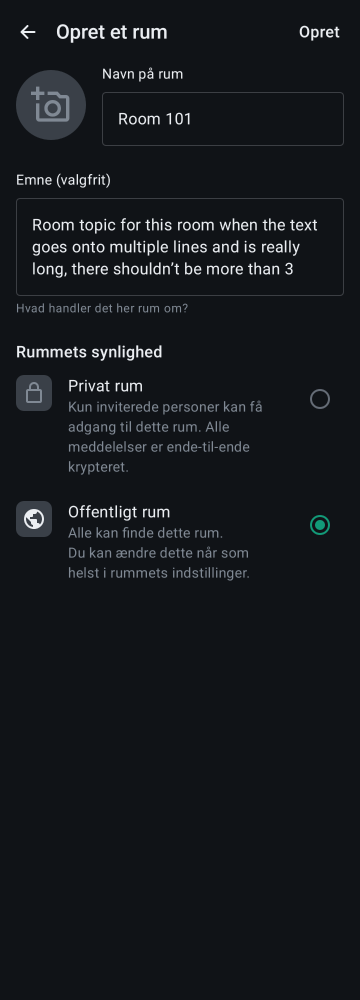 Opret et rum
Opret
Navn på rum
Room 101
Emne (valgfrit)
Room topic for this room when the text
goes onto multiple lines and is really
long, there shouldn’t be more than 3
Hvad handler det her rum om?
Rummets synlighed
Privat rum
Kun inviterede personer kan få
adgang til dette rum. Alle
meddelelser er ende-til-ende
krypteret.
Offentligt rum
Alle kan finde dette rum.
Du kan ændre dette når som
helst i rummets indstillinger.